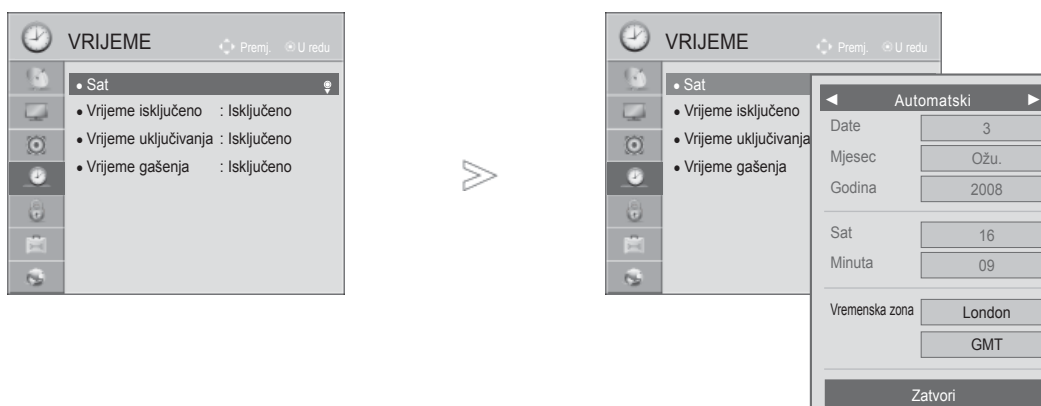 VRIJEME
Premj. U redu
• Sat
• Vrijeme isključeno : Isključeno
• Vrijeme uključivanja : Isključeno
• Vrijeme gašenja : Isključeno
VRIJEME
Premj. U redu
• Sat
• Vrijeme isključeno
• Vrijeme uključivanja
• Vrijeme gašenja
◄ Automatski ►
Date 3
Mjesec Ožu.
Godina 2008
Sat 16
Minuta 09
Vremenska zona London
GMT
Zatvori